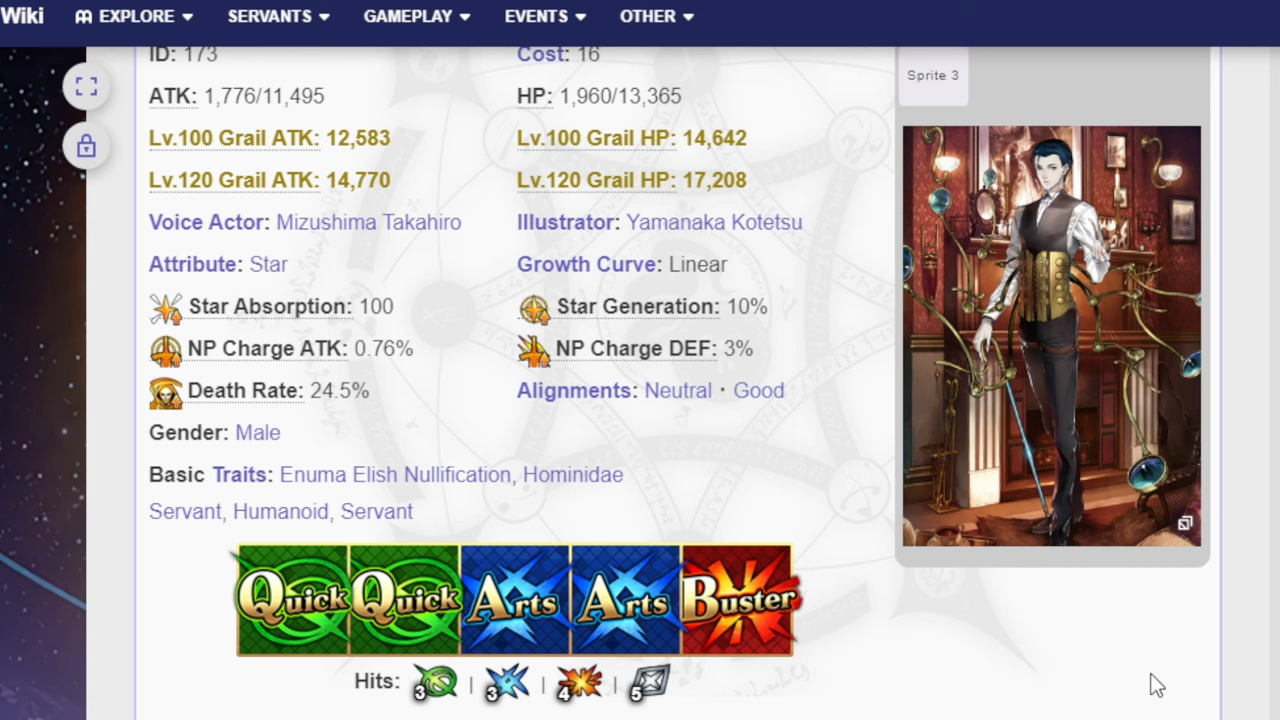 Wiki EXPLORE SERVANTS GAMEPLAY EVENTS OTHER
ID: 173 Cost: 16
Sprite 3
ATK: 1,776/11,495 HP: 1,960/13,365
Lv.100 Grail ATK: 12,583 Lv.100 Grail HP: 14,642
Lv.120 Grail ATK: 14,770 Lv.120 Grail HP: 17,208
Voice Actor: Mizushima Takahiro Illustrator: Yamanaka Kotetsu
Attribute: Star Growth Curve: Linear
Star Absorption: 100 Star Generation: 10%
NP Charge ATK: 0.76% NP Charge DEF: 3%
Death Rate: 24.5% Alignments: Neutral・Good
Gender: Male
Basic Traits: Enuma Elish Nullification, Hominidae
Servant, Humanoid, Servant
Quick Quick Arts Arts Buster
Hits: 3 | 3 | 4 | 5